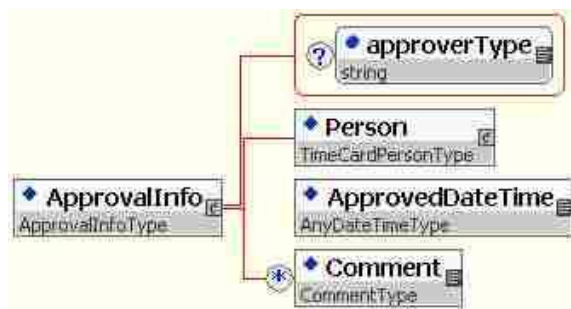 ? approverType
string
Person
TimeCardPersonType
ApprovalInfo
ApprovalInfoType
ApprovedDateTime
AnyDateTimeType
* Comment
CommentType